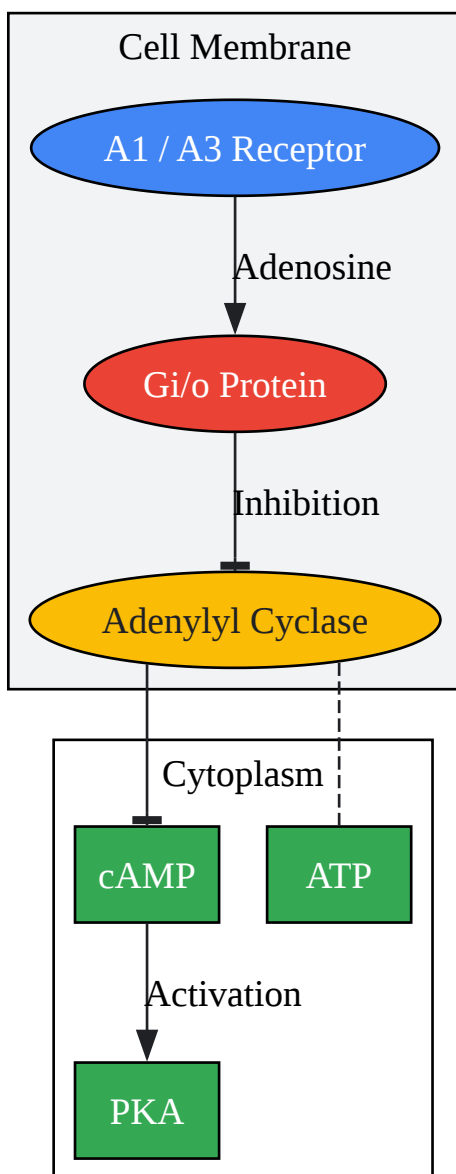 Cell Membrane
A1 / A3 Receptor
Adenosine
Gi/o Protein
Inhibition
Adenylyl Cyclase
Cytoplasm
cAMP
ATP
Activation
PKA